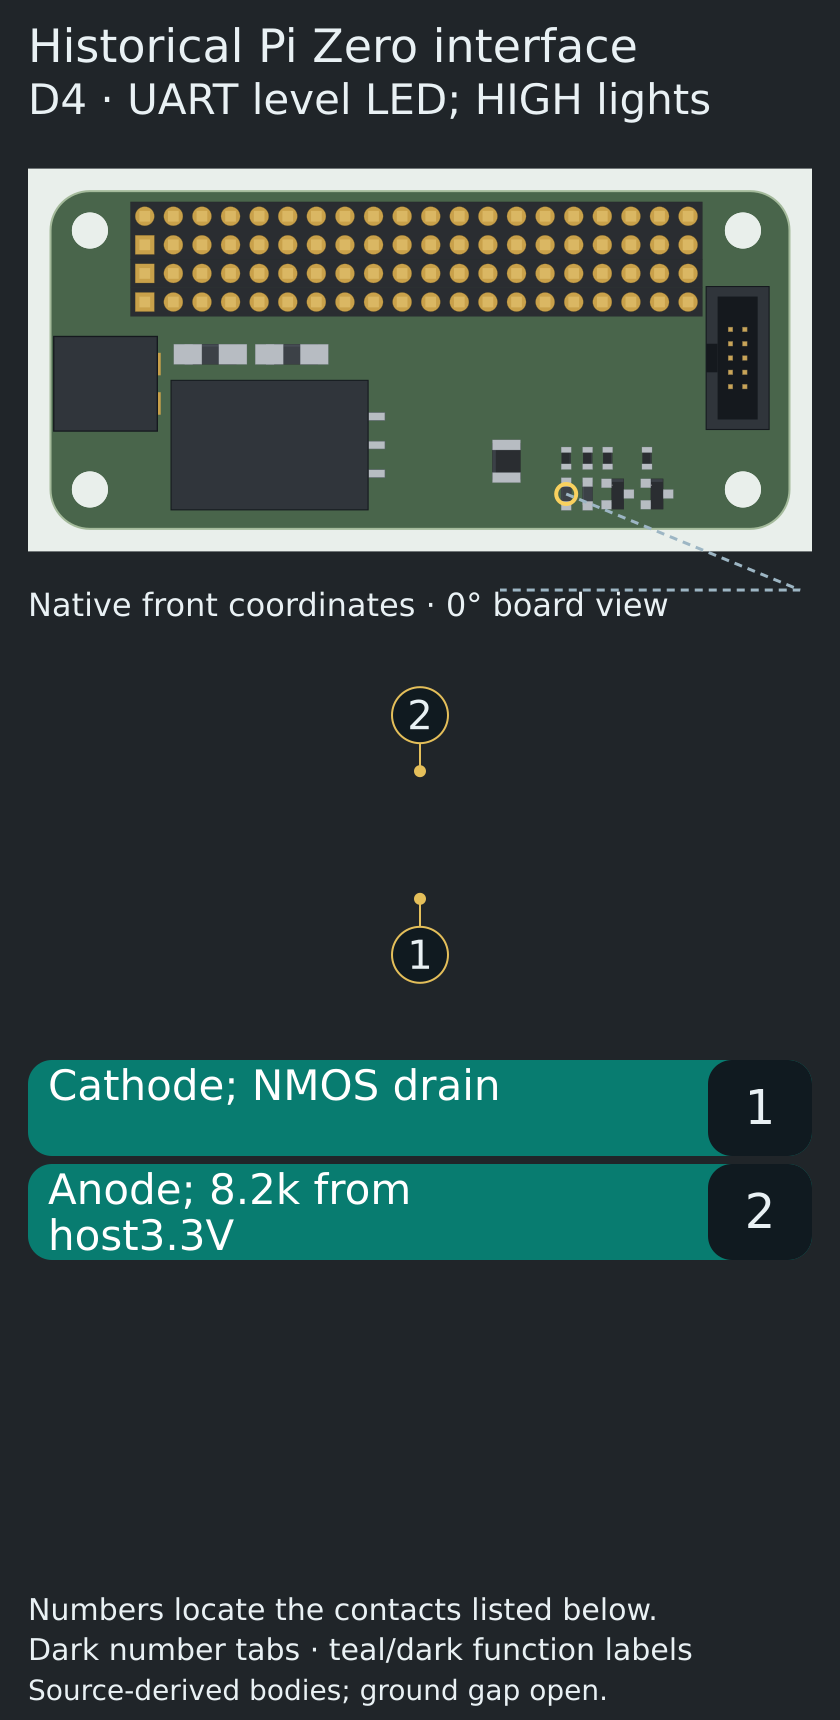 Historical Pi Zero interface
D4 · UART level LED; HIGH lights
Native front coordinates · 0° board view
2
1
Cathode; NMOS drain 1
Anode; 8.2k from
host3.3V 2
Numbers locate the contacts listed below.
Dark number tabs · teal/dark function labels
Source-derived bodies; ground gap open.